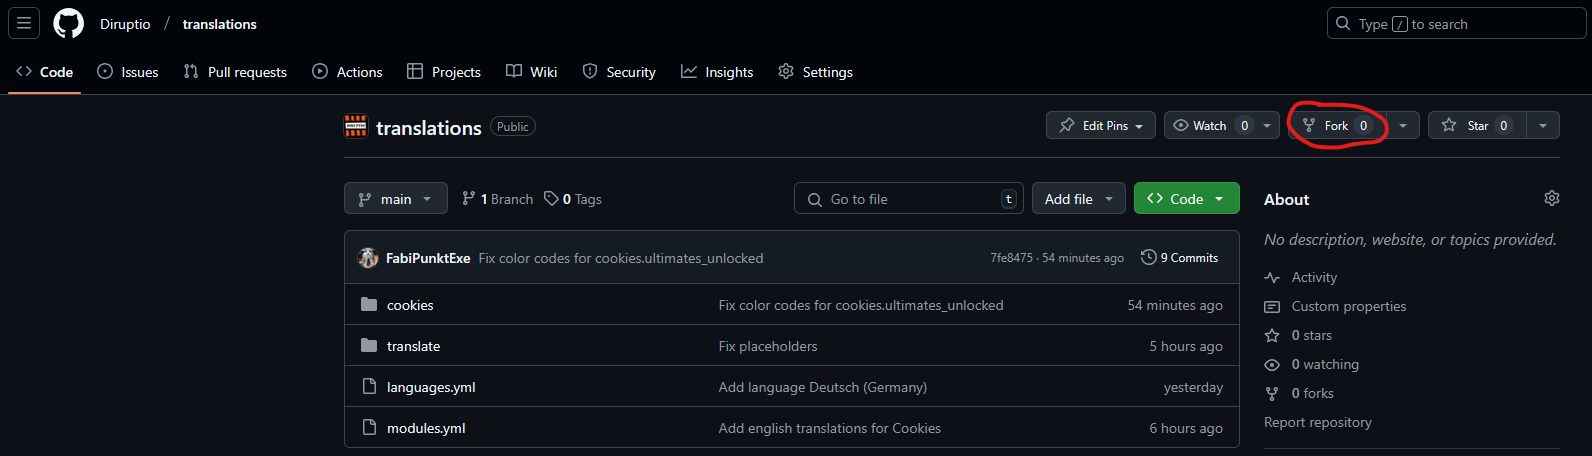 Diruptio / translations
Type / to search
Code Issues Pull requests Actions Projects Wiki Security Insights Settings
translations Public
Edit Pins Watch 0 Fork 0 Star 0
main 1 Branch 0 Tags Go to file t Add file Code
FabiPunktExe Fix color codes for cookies.ultimates_unlocked 7fe8475 · 54 minutes ago 9 Commits
cookies Fix color codes for cookies.ultimates_unlocked 54 minutes ago
translate Fix placeholders 5 hours ago
languages.yml Add language Deutsch (Germany) yesterday
modules.yml Add english translations for Cookies 6 hours ago
About
No description, website, or topics provided.
Activity
Custom properties
0 stars
0 watching
0 forks
Report repository